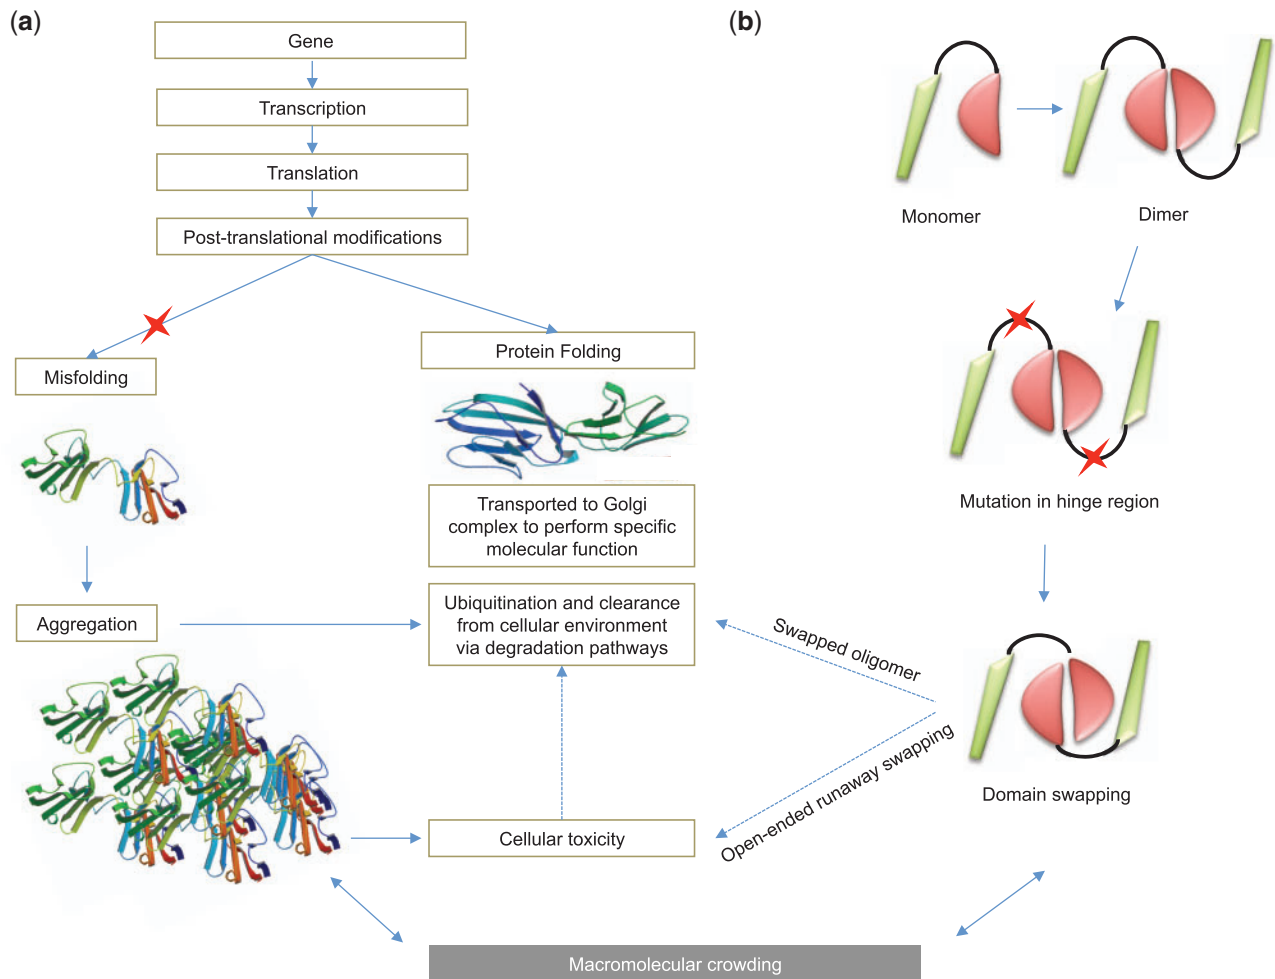 (a)
Gene
Transcription
Translation
Post-translational modifications
Misfolding
Protein Folding
Transported to Golgi
complex to perform specific
molecular function
Aggregation
Ubiquitination and clearance
from cellular environment
via degradation pathways
Cellular toxicity
(b)
Monomer
Dimer
Mutation in hinge region
Swapped oligomer
Open-ended runaway swapping
Domain swapping
Macromolecular crowding